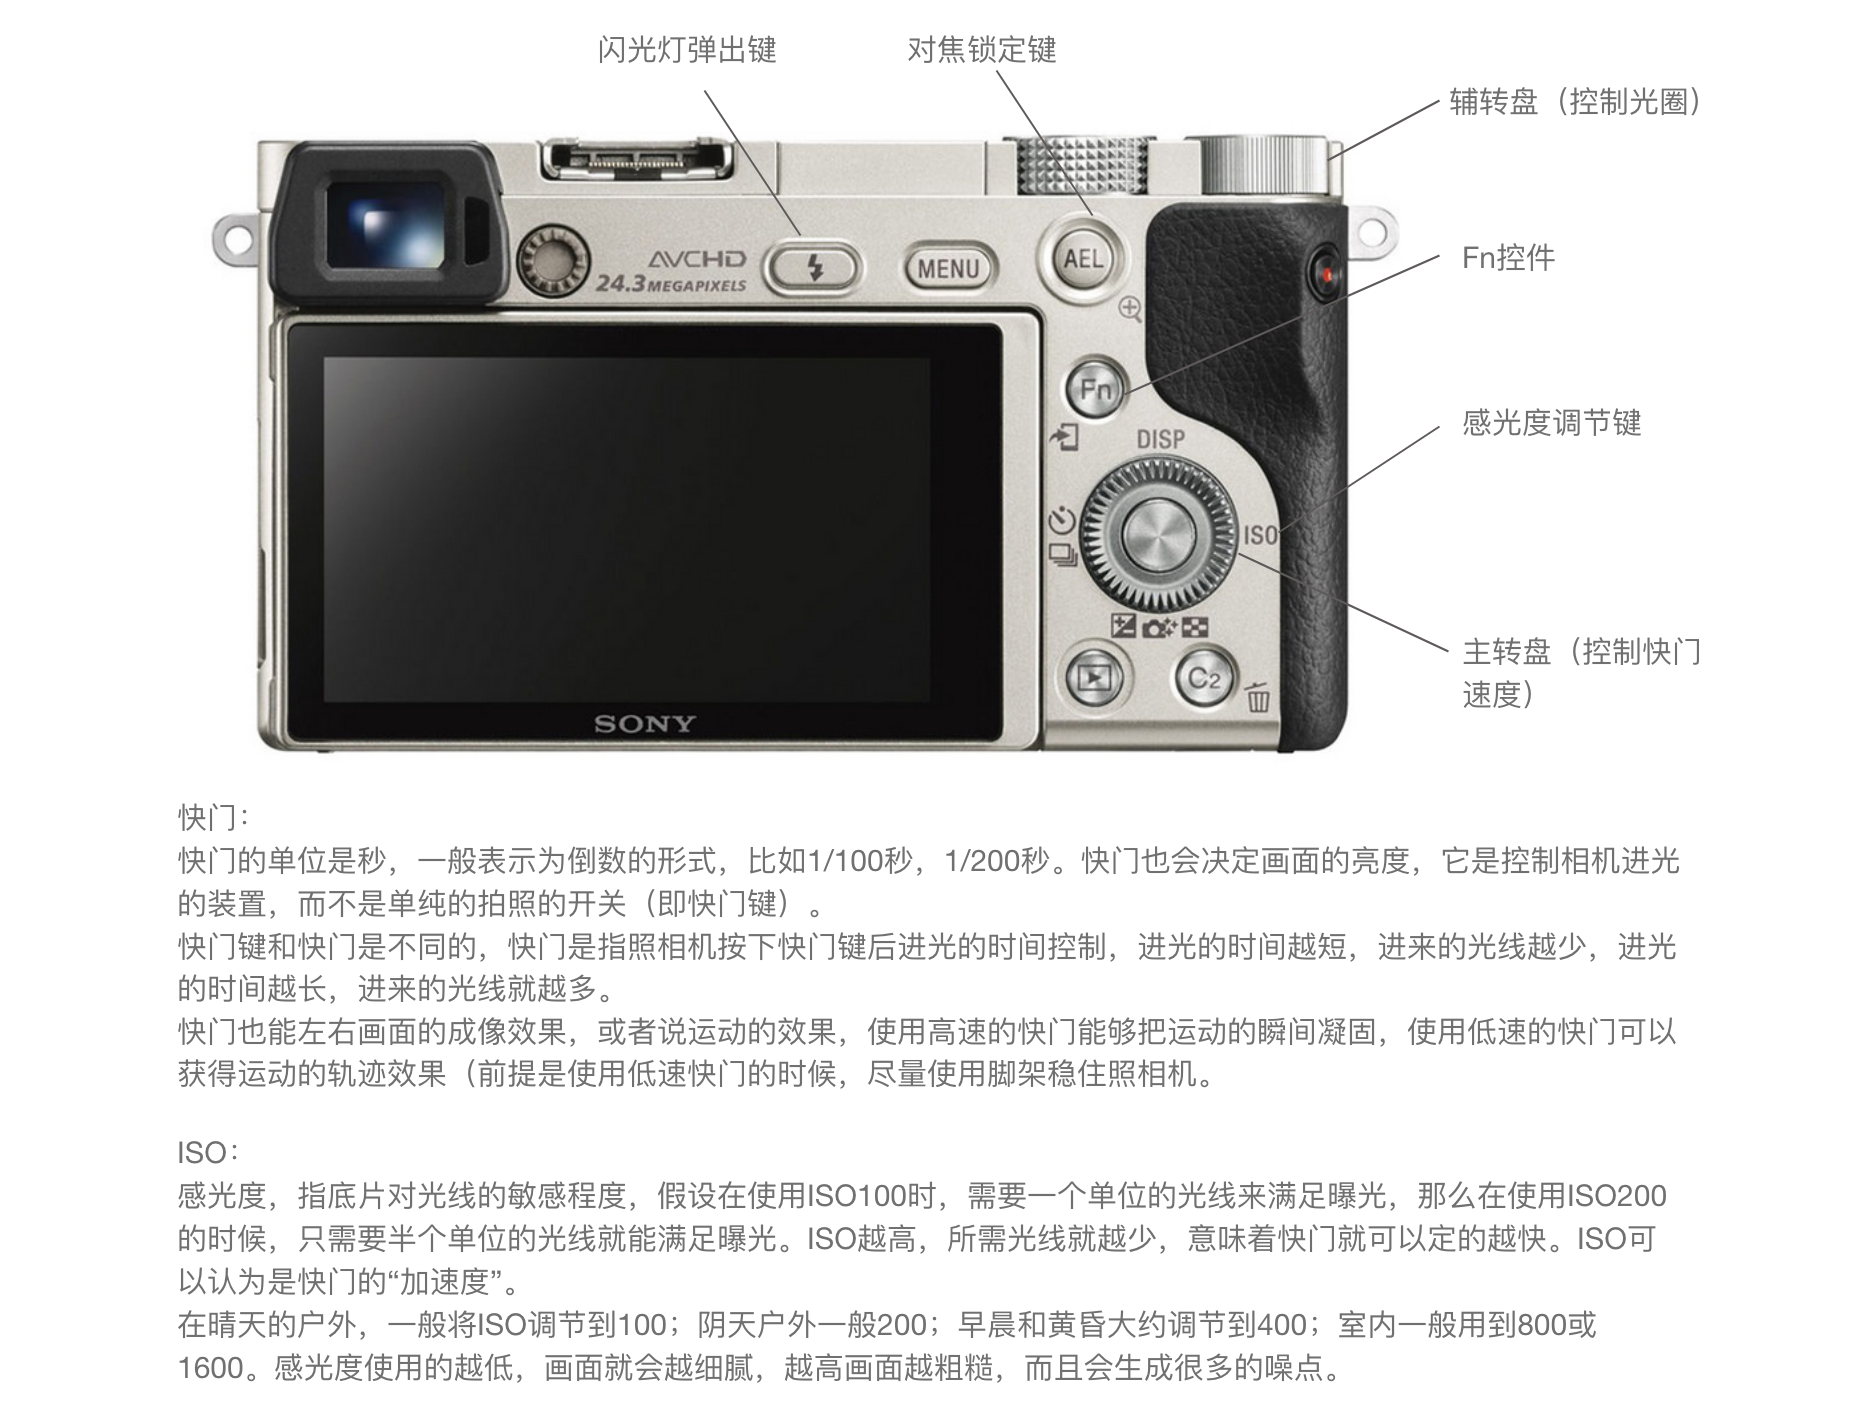 闪光灯弹出键
对焦锁定键
辅转盘（控制光圈）
AVCHD
24.3MEGAPIXELS
MENU
AEL
Fn控件
Fn
DISP
感光度调节键
ISO
主转盘（控制快门
速度）
C2
SONY
快门：
快门的单位是秒，一般表示为倒数的形式，比如1/100秒，1/200秒。快门也会决定画面的亮度，它是控制相机进光
的装置，而不是单纯的拍照的开关（即快门键）。
快门键和快门是不同的，快门是指照相机按下快门键后进光的时间控制，进光的时间越短，进来的光线越少，进光
的时间越长，进来的光线就越多。
快门也能左右画面的成像效果，或者说运动的效果，使用高速的快门能够把运动的瞬间凝固，使用低速的快门可以
获得运动的轨迹效果（前提是使用低速快门的时候，尽量使用脚架稳住照相机。
ISO：
感光度，指底片对光线的敏感程度，假设在使用ISO100时，需要一个单位的光线来满足曝光，那么在使用ISO200
的时候，只需要半个单位的光线就能满足曝光。ISO越高，所需光线就越少，意味着快门就可以定的越快。ISO可
以认为是快门的“加速度”。
在晴天的户外，一般将ISO调节到100；阴天户外一般200；早晨和黄昏大约调节到400；室内一般用到800或
1600。感光度使用的越低，画面就会越细腻，越高画面越粗糙，而且会生成很多的噪点。